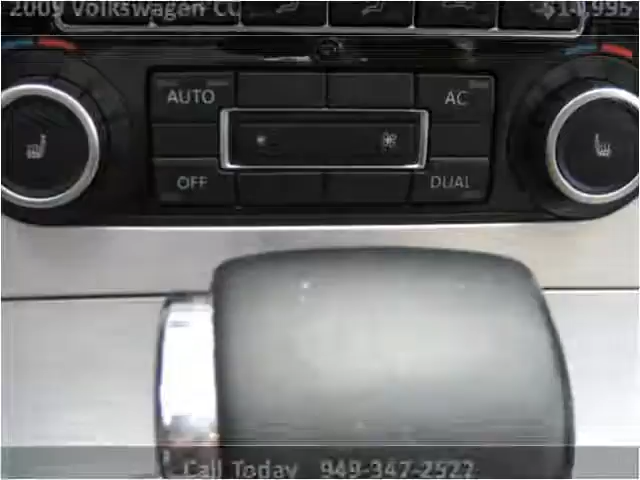 2009 Volkswagen CC $14,995
AUTO AC
OFF DUAL
Call Today 949-347-2522